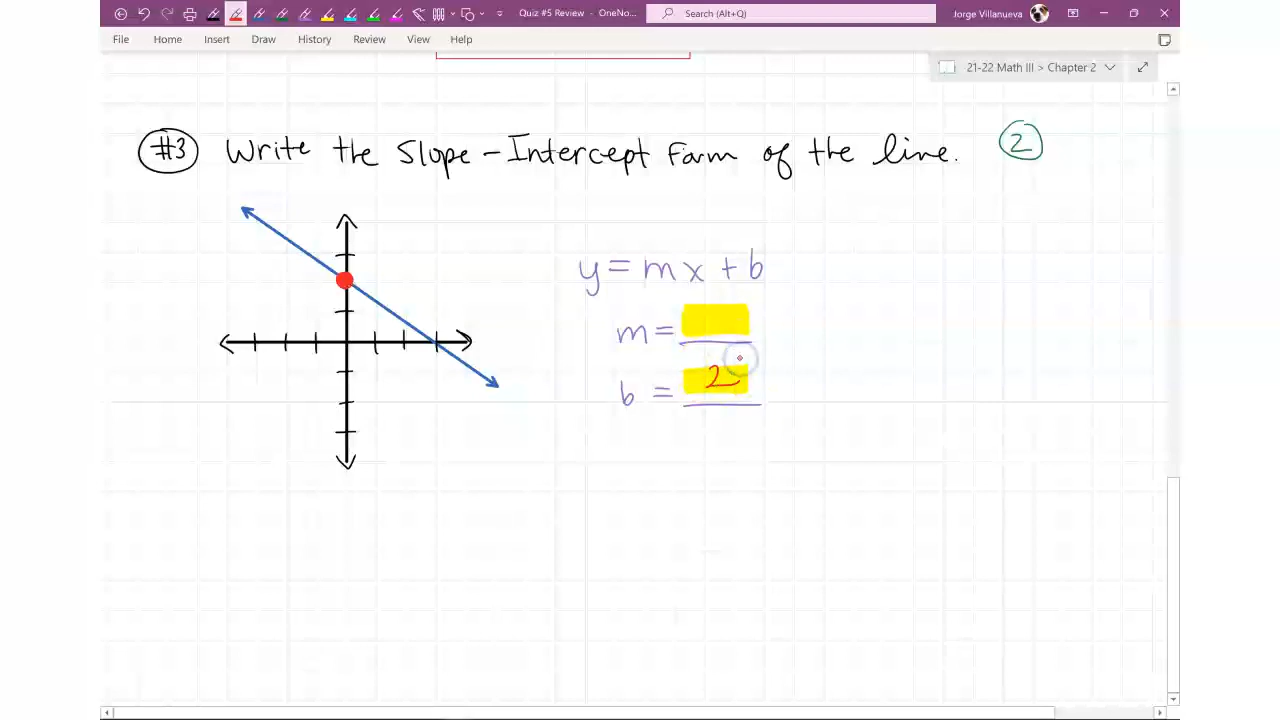 Quiz #5 Review - OneNo...
Search (Alt+Q)
Jorge Villanueva
File Home Insert Draw History Review View Help
21-22 Math III > Chapter 2
#3 Write the Slope-Intercept Form of the line. 2
y = mx + b
m =
b = 2